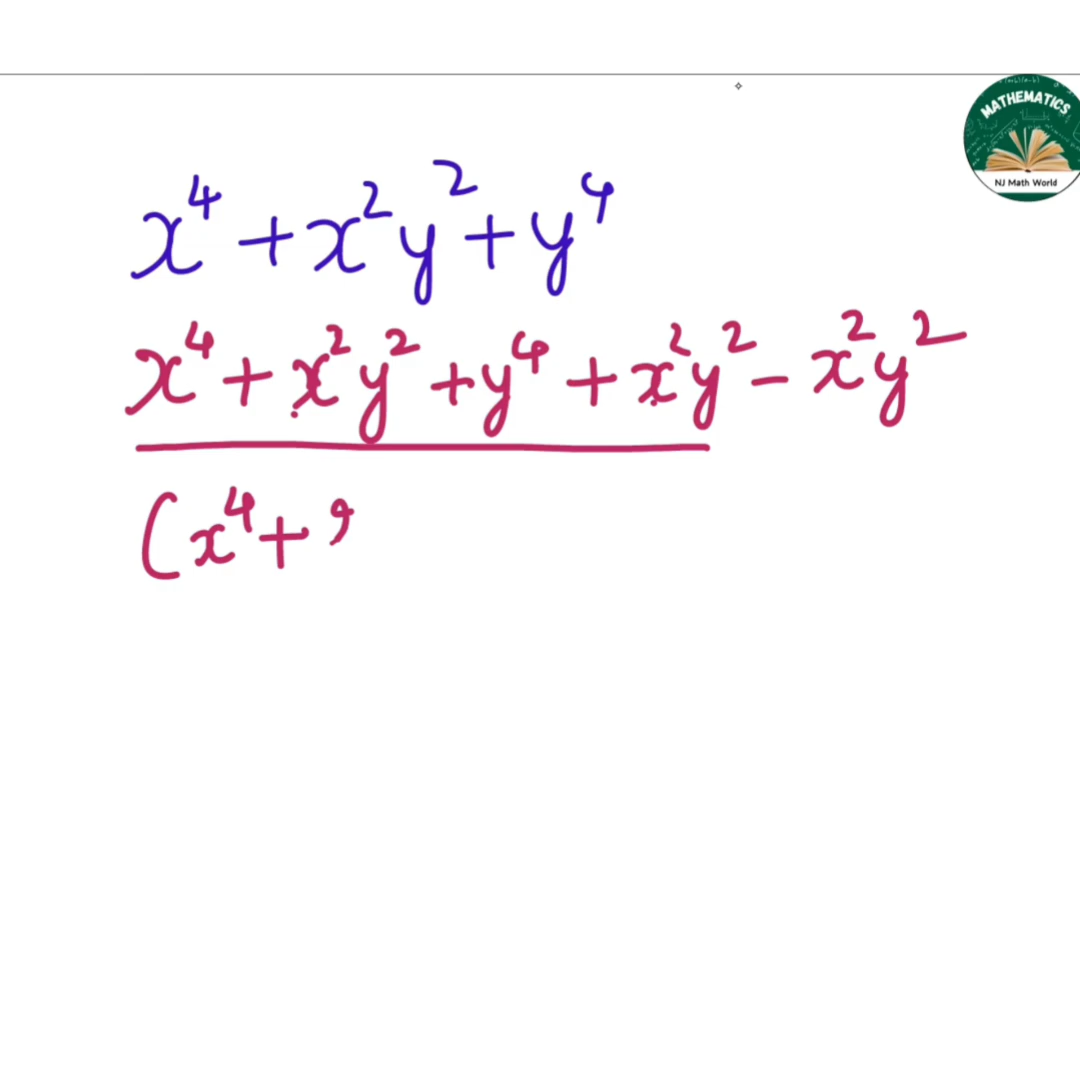 MATHEMATICS
NJ Math World
x⁴ + x²y² + y⁴
x⁴ + x²y² + y⁴ + x²y² - x²y²
(x⁴ +